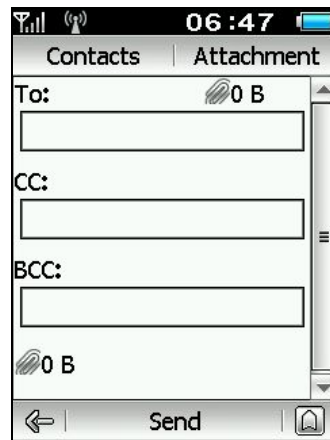 06:47
Contacts Attachment
To: 0 B
CC:
BCC:
0 B
Send